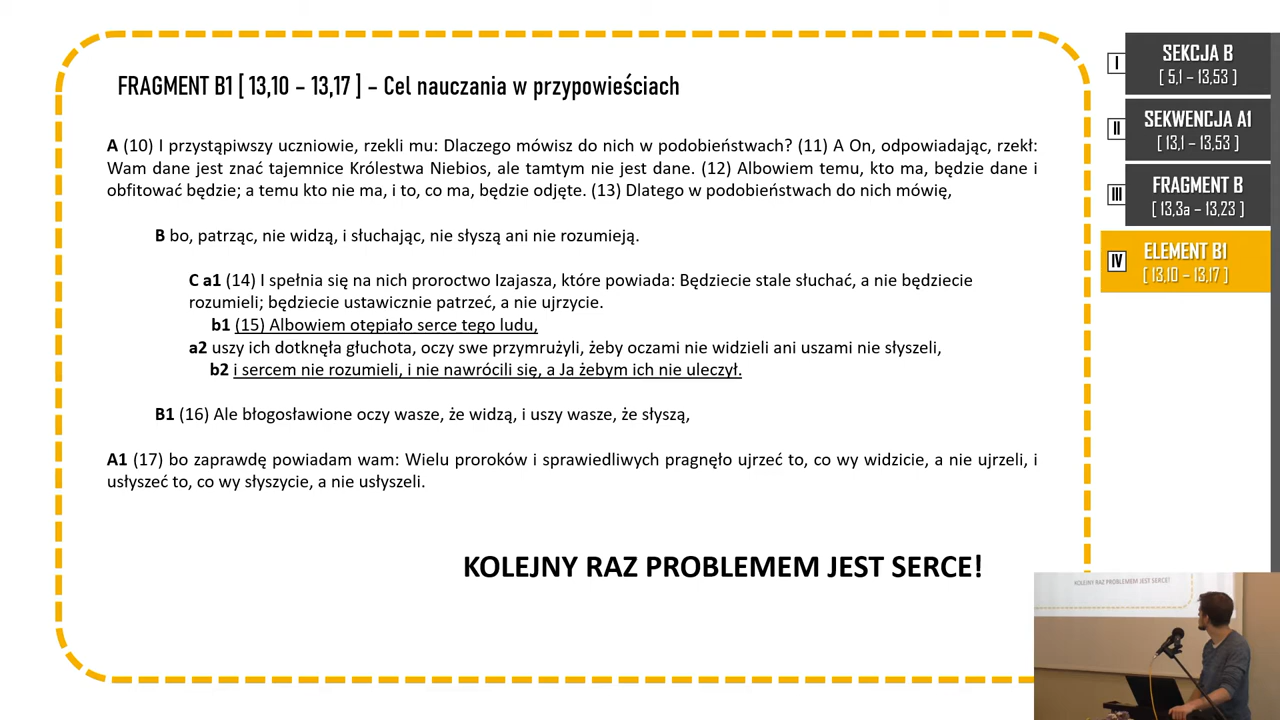 FRAGMENT B1 [ 13,10 – 13,17 ] – Cel nauczania w przypowieściach
A (10) I przystąpiwszy uczniowie, rzekli mu: Dlaczego mówisz do nich w podobieństwach? (11) A On, odpowiadając, rzekł:
Wam dane jest znać tajemnice Królestwa Niebios, ale tamtym nie jest dane. (12) Albowiem temu, kto ma, będzie dane i
obfitować będzie; a temu kto nie ma, i to, co ma, będzie odjęte. (13) Dlatego w podobieństwach do nich mówię,
B bo, patrząc, nie widzą, i słuchając, nie słyszą ani nie rozumieją.
C a1 (14) I spełnia się na nich proroctwo Izajasza, które powiada: Będziecie stale słuchać, a nie będziecie
rozumieli; będziecie ustawicznie patrzeć, a nie ujrzycie.
b1 (15) Albowiem otępiało serce tego ludu,
a2 uszy ich dotknęła głuchota, oczy swe przymrużyli, żeby oczami nie widzieli ani uszami nie słyszeli,
b2 i sercem nie rozumieli, i nie nawrócili się, a Ja żebym ich nie uleczył.
B1 (16) Ale błogosławione oczy wasze, że widzą, i uszy wasze, że słyszą,
A1 (17) bo zaprawdę powiadam wam: Wielu proroków i sprawiedliwych pragnęło ujrzeć to, co wy widzicie, a nie ujrzeli, i
usłyszeć to, co wy słyszycie, a nie usłyszeli.
KOLEJNY RAZ PROBLEMEM JEST SERCE!
I
SEKCJA B
[ 5,1 – 13,53 ]
II
SEKWENCJA A1
[ 13,1 – 13,53 ]
III
FRAGMENT B
[ 13,3a – 13,23 ]
IV
ELEMENT B1
[ 13,10 – 13,17 ]
KOLEJNY RAZ PROBLEMEM JEST SERCE!